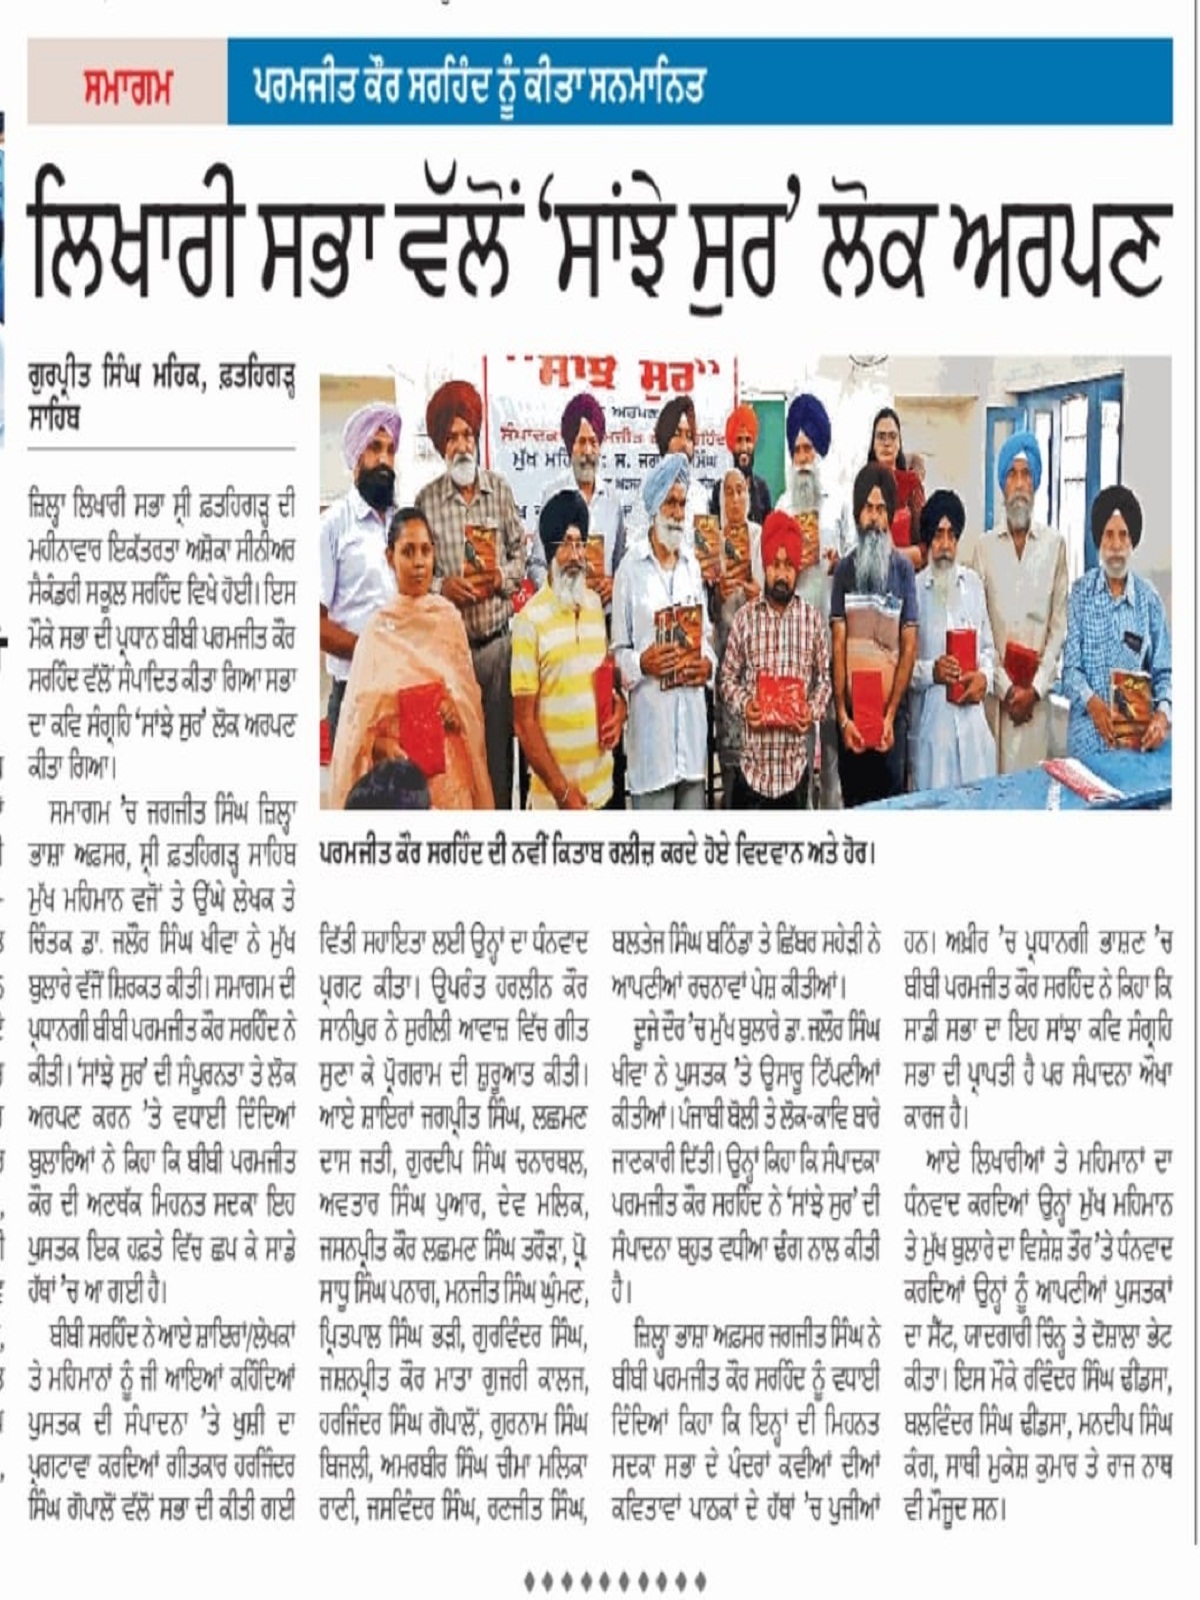 ਸਮਾਗਮ
ਪਰਮਜੀਤ ਕੌਰ ਸਰਹਿੰਦ ਨੂੰ ਕੀਤਾ ਸਨਮਾਨਿਤ
ਲਿਖਾਰੀ ਸਭਾ ਵੱਲੋਂ ‘ਸਾਂਝੇ ਸੁਰ’ ਲੋਕ ਅਰਪਣ
ਗੁਰਪ੍ਰੀਤ ਸਿੰਘ ਮਹਿਕ, ਫ਼ਤਹਿਗੜ੍ਹ
ਸਾਹਿਬ
ਜ਼ਿਲ੍ਹਾ ਲਿਖਾਰੀ ਸਭਾ ਸ੍ਰੀ ਫ਼ਤਹਿਗੜ੍ਹ ਦੀ
ਮਹੀਨਾਵਾਰ ਇਕੱਤਰਤਾ ਅਸ਼ੋਕਾ ਸੀਨੀਅਰ
ਸੈਕੰਡਰੀ ਸਕੂਲ ਸਰਹਿੰਦ ਵਿਖੇ ਹੋਈ। ਇਸ
ਮੌਕੇ ਸਭਾ ਦੀ ਪ੍ਰਧਾਨ ਬੀਬੀ ਪਰਮਜੀਤ ਕੌਰ
ਸਰਹਿੰਦ ਵੱਲੋਂ ਸੰਪਾਦਿਤ ਕੀਤਾ ਗਿਆ ਸਭਾ
ਦਾ ਕਵਿ ਸੰਗ੍ਰਹਿ ‘ਸਾਂਝੇ ਸੁਰ’ ਲੋਕ ਅਰਪਣ
ਕੀਤਾ ਗਿਆ।
ਸਮਾਗਮ ’ਚ ਜਗਜੀਤ ਸਿੰਘ ਜ਼ਿਲ੍ਹਾ
ਭਾਸ਼ਾ ਅਫ਼ਸਰ, ਸ੍ਰੀ ਫ਼ਤਹਿਗੜ੍ਹ ਸਾਹਿਬ
ਮੁੱਖ ਮਹਿਮਾਨ ਵਜੋਂ ਤੇ ਉੱਘੇ ਲੇਖਕ ਤੇ
ਚਿੰਤਕ ਡਾ. ਜਲੌਰ ਸਿੰਘ ਖੀਵਾ ਨੇ ਮੁੱਖ
ਬੁਲਾਰੇ ਵੱਜੋਂ ਸ਼ਿਰਕਤ ਕੀਤੀ। ਸਮਾਗਮ ਦੀ
ਪ੍ਰਧਾਨਗੀ ਬੀਬੀ ਪਰਮਜੀਤ ਕੌਰ ਸਰਹਿੰਦ ਨੇ
ਕੀਤੀ। ‘ਸਾਂਝੇ ਸੁਰ’ ਦੀ ਸੰਪੂਰਨਤਾ ਤੇ ਲੋਕ
ਅਰਪਣ ਕਰਨ ’ਤੇ ਵਧਾਈ ਦਿੰਦਿਆਂ
ਬੁਲਾਰਿਆਂ ਨੇ ਕਿਹਾ ਕਿ ਬੀਬੀ ਪਰਮਜੀਤ
ਕੌਰ ਦੀ ਅਣਥੱਕ ਮਿਹਨਤ ਸਦਕਾ ਇਹ
ਪੁਸਤਕ ਇਕ ਹਫ਼ਤੇ ਵਿੱਚ ਛਪ ਕੇ ਸਾਡੇ
ਹੱਥਾਂ ’ਚ ਆ ਗਈ ਹੈ।
ਬੀਬੀ ਸਰਹਿੰਦ ਨੇ ਆਏ ਸ਼ਾਇਰਾਂ/ਲੇਖਕਾਂ
ਤੇ ਮਹਿਮਾਨਾਂ ਨੂੰ ਜੀ ਆਇਆਂ ਕਹਿੰਦਿਆਂ
ਪੁਸਤਕ ਦੀ ਸੰਪਾਦਨਾ ’ਤੇ ਖੁਸ਼ੀ ਦਾ
ਪ੍ਰਗਟਾਵਾ ਕਰਦਿਆਂ ਗੀਤਕਾਰ ਹਰਜਿੰਦਰ
ਸਿੰਘ ਗੋਪਾਲੋਂ ਵੱਲੋਂ ਸਭਾ ਦੀ ਕੀਤੀ ਗਈ
“ਸਾਂਝੇ ਸੁਰ”
ਅਰਪਣ
ਸੰਪਾਦਕ
ਮੁੱਖ ਮਹਿ : ਸ. ਜਗ ਸਿੰਘ
ਪਰਮਜੀਤ ਕੌਰ ਸਰਹਿੰਦ ਦੀ ਨਵੀਂ ਕਿਤਾਬ ਰਲੀਜ਼ ਕਰਦੇ ਹੋਏ ਵਿਦਵਾਨ ਅਤੇ ਹੋਰ।
ਵਿੱਤੀ ਸਹਾਇਤਾ ਲਈ ਉਨ੍ਹਾਂ ਦਾ ਧੰਨਵਾਦ
ਪ੍ਰਗਟ ਕੀਤਾ। ਉਪਰੰਤ ਹਰਲੀਨ ਕੌਰ
ਸਾਨੀਪੁਰ ਨੇ ਸੁਰੀਲੀ ਆਵਾਜ਼ ਵਿੱਚ ਗੀਤ
ਸੁਣਾ ਕੇ ਪ੍ਰੋਗਰਾਮ ਦੀ ਸ਼ੁਰੂਆਤ ਕੀਤੀ।
ਆਏ ਸ਼ਾਇਰਾਂ ਜਗਪ੍ਰੀਤ ਸਿੰਘ, ਲਛਮਣ
ਦਾਸ ਜਤੀ, ਗੁਰਦੀਪ ਸਿੰਘ ਚਨਾਰਥਲ,
ਅਵਤਾਰ ਸਿੰਘ ਪੁਆਰ, ਦੇਵ ਮਲਿਕ,
ਜਸਨਪ੍ਰੀਤ ਕੌਰ ਲਛਮਣ ਸਿੰਘ ਤਰੌੜਾ, ਪ੍ਰੋ
ਸਾਧੂ ਸਿੰਘ ਪਨਾਗ, ਮਨਜੀਤ ਸਿੰਘ ਘੁੰਮਣ,
ਪ੍ਰਿਤਪਾਲ ਸਿੰਘ ਭੜੀ, ਗੁਰਵਿੰਦਰ ਸਿੰਘ,
ਜਸ਼ਨਪ੍ਰੀਤ ਕੌਰ ਮਾਤਾ ਗੁਜਰੀ ਕਾਲਜ,
ਹਰਜਿੰਦਰ ਸਿੰਘ ਗੋਪਾਲੋਂ, ਗੁਰਨਾਮ ਸਿੰਘ
ਬਿਜਲੀ, ਅਮਰਬੀਰ ਸਿੰਘ ਚੀਮਾ ਮਲਿਕਾ
ਰਾਣੀ, ਜਸਵਿੰਦਰ ਸਿੰਘ, ਰਣਜੀਤ ਸਿੰਘ,
ਬਲਤੇਜ ਸਿੰਘ ਬਠਿੰਡਾ ਤੇ ਛਿੱਬਰ ਸਹੇੜੀ ਨੇ
ਆਪਣੀਆਂ ਰਚਨਾਵਾਂ ਪੇਸ਼ ਕੀਤੀਆਂ।
ਦੂਜੇ ਦੌਰ ’ਚ ਮੁੱਖ ਬੁਲਾਰੇ ਡਾ. ਜਲੌਰ ਸਿੰਘ
ਖੀਵਾ ਨੇ ਪੁਸਤਕ ’ਤੇ ਉਸਾਰੂ ਟਿੱਪਣੀਆਂ
ਕੀਤੀਆਂ। ਪੰਜਾਬੀ ਬੋਲੀ ਤੇ ਲੋਕ-ਕਾਵਿ ਬਾਰੇ
ਜਾਣਕਾਰੀ ਦਿੱਤੀ। ਉਨ੍ਹਾਂ ਕਿਹਾ ਕਿ ਸੰਪਾਦਕਾ
ਪਰਮਜੀਤ ਕੌਰ ਸਰਹਿੰਦ ਨੇ ‘ਸਾਂਝੇ ਸੁਰ’ ਦੀ
ਸੰਪਾਦਨਾ ਬਹੁਤ ਵਧੀਆ ਢੰਗ ਨਾਲ ਕੀਤੀ
ਹੈ।
ਜ਼ਿਲ੍ਹਾ ਭਾਸ਼ਾ ਅਫ਼ਸਰ ਜਗਜੀਤ ਸਿੰਘ ਨੇ
ਬੀਬੀ ਪਰਮਜੀਤ ਕੌਰ ਸਰਹਿੰਦ ਨੂੰ ਵਧਾਈ
ਦਿੰਦਿਆਂ ਕਿਹਾ ਕਿ ਇਨ੍ਹਾਂ ਦੀ ਮਿਹਨਤ
ਸਦਕਾ ਸਭਾ ਦੇ ਪੰਦਰਾਂ ਕਵੀਆਂ ਦੀਆਂ
ਕਵਿਤਾਵਾਂ ਪਾਠਕਾਂ ਦੇ ਹੱਥਾਂ ’ਚ ਪੁਜੀਆਂ
ਹਨ। ਅਖ਼ੀਰ ’ਚ ਪ੍ਰਧਾਨਗੀ ਭਾਸ਼ਣ ’ਚ
ਬੀਬੀ ਪਰਮਜੀਤ ਕੌਰ ਸਰਹਿੰਦ ਨੇ ਕਿਹਾ ਕਿ
ਸਾਡੀ ਸਭਾ ਦਾ ਇਹ ਸਾਂਝਾ ਕਵਿ ਸੰਗ੍ਰਹਿ
ਸਭਾ ਦੀ ਪ੍ਰਾਪਤੀ ਹੈ ਪਰ ਸੰਪਾਦਨਾ ਔਖਾ
ਕਾਰਜ ਹੈ।
ਆਏ ਲਿਖਾਰੀਆਂ ਤੇ ਮਹਿਮਾਨਾਂ ਦਾ
ਧੰਨਵਾਦ ਕਰਦਿਆਂ ਉਨ੍ਹਾਂ ਮੁੱਖ ਮਹਿਮਾਨ
ਤੇ ਮੁੱਖ ਬੁਲਾਰੇ ਦਾ ਵਿਸ਼ੇਸ਼ ਤੌਰ ’ਤੇ ਧੰਨਵਾਦ
ਕਰਦਿਆਂ ਉਨ੍ਹਾਂ ਨੂੰ ਆਪਣੀਆਂ ਪੁਸਤਕਾਂ
ਦਾ ਸੈੱਟ, ਯਾਦਗਾਰੀ ਚਿੰਨ੍ਹ ਤੇ ਦੋਸ਼ਾਲਾ ਭੇਟ
ਕੀਤਾ। ਇਸ ਮੌਕੇ ਰਵਿੰਦਰ ਸਿੰਘ ਢੀਂਡਸਾ,
ਬਲਵਿੰਦਰ ਸਿੰਘ ਢੀਂਡਸਾ, ਮਨਦੀਪ ਸਿੰਘ
ਕੰਗ, ਸਾਥੀ ਮੁਕੇਸ਼ ਕੁਮਾਰ ਤੇ ਰਾਜ ਨਾਥ
ਵੀ ਮੌਜੂਦ ਸਨ।